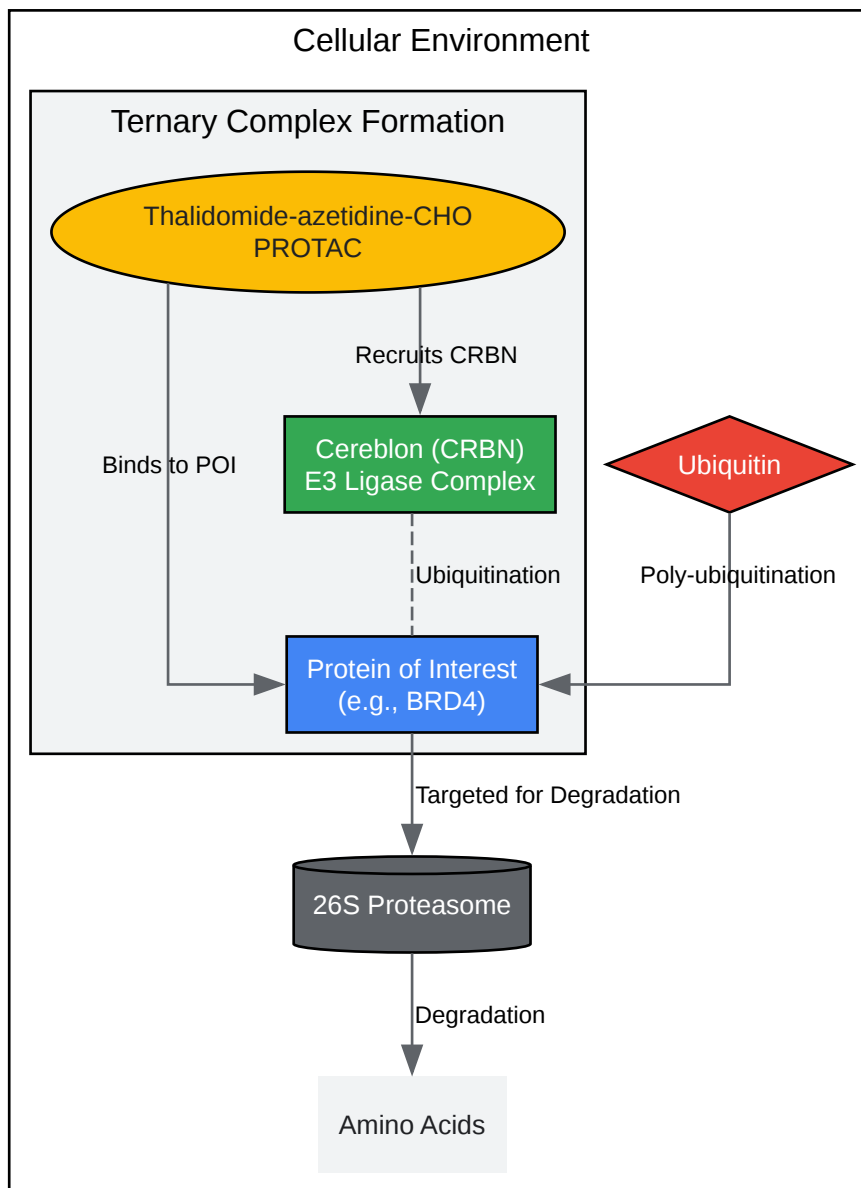 Cellular Environment
Ternary Complex Formation
Thalidomide-azetidine-CHO
PROTAC
Recruits CRBN
Binds to POI
Cereblon (CRBN)
E3 Ligase Complex
Ubiquitin
Ubiquitination
Poly-ubiquitination
Protein of Interest
(e.g., BRD4)
Targeted for Degradation
26S Proteasome
Degradation
Amino Acids